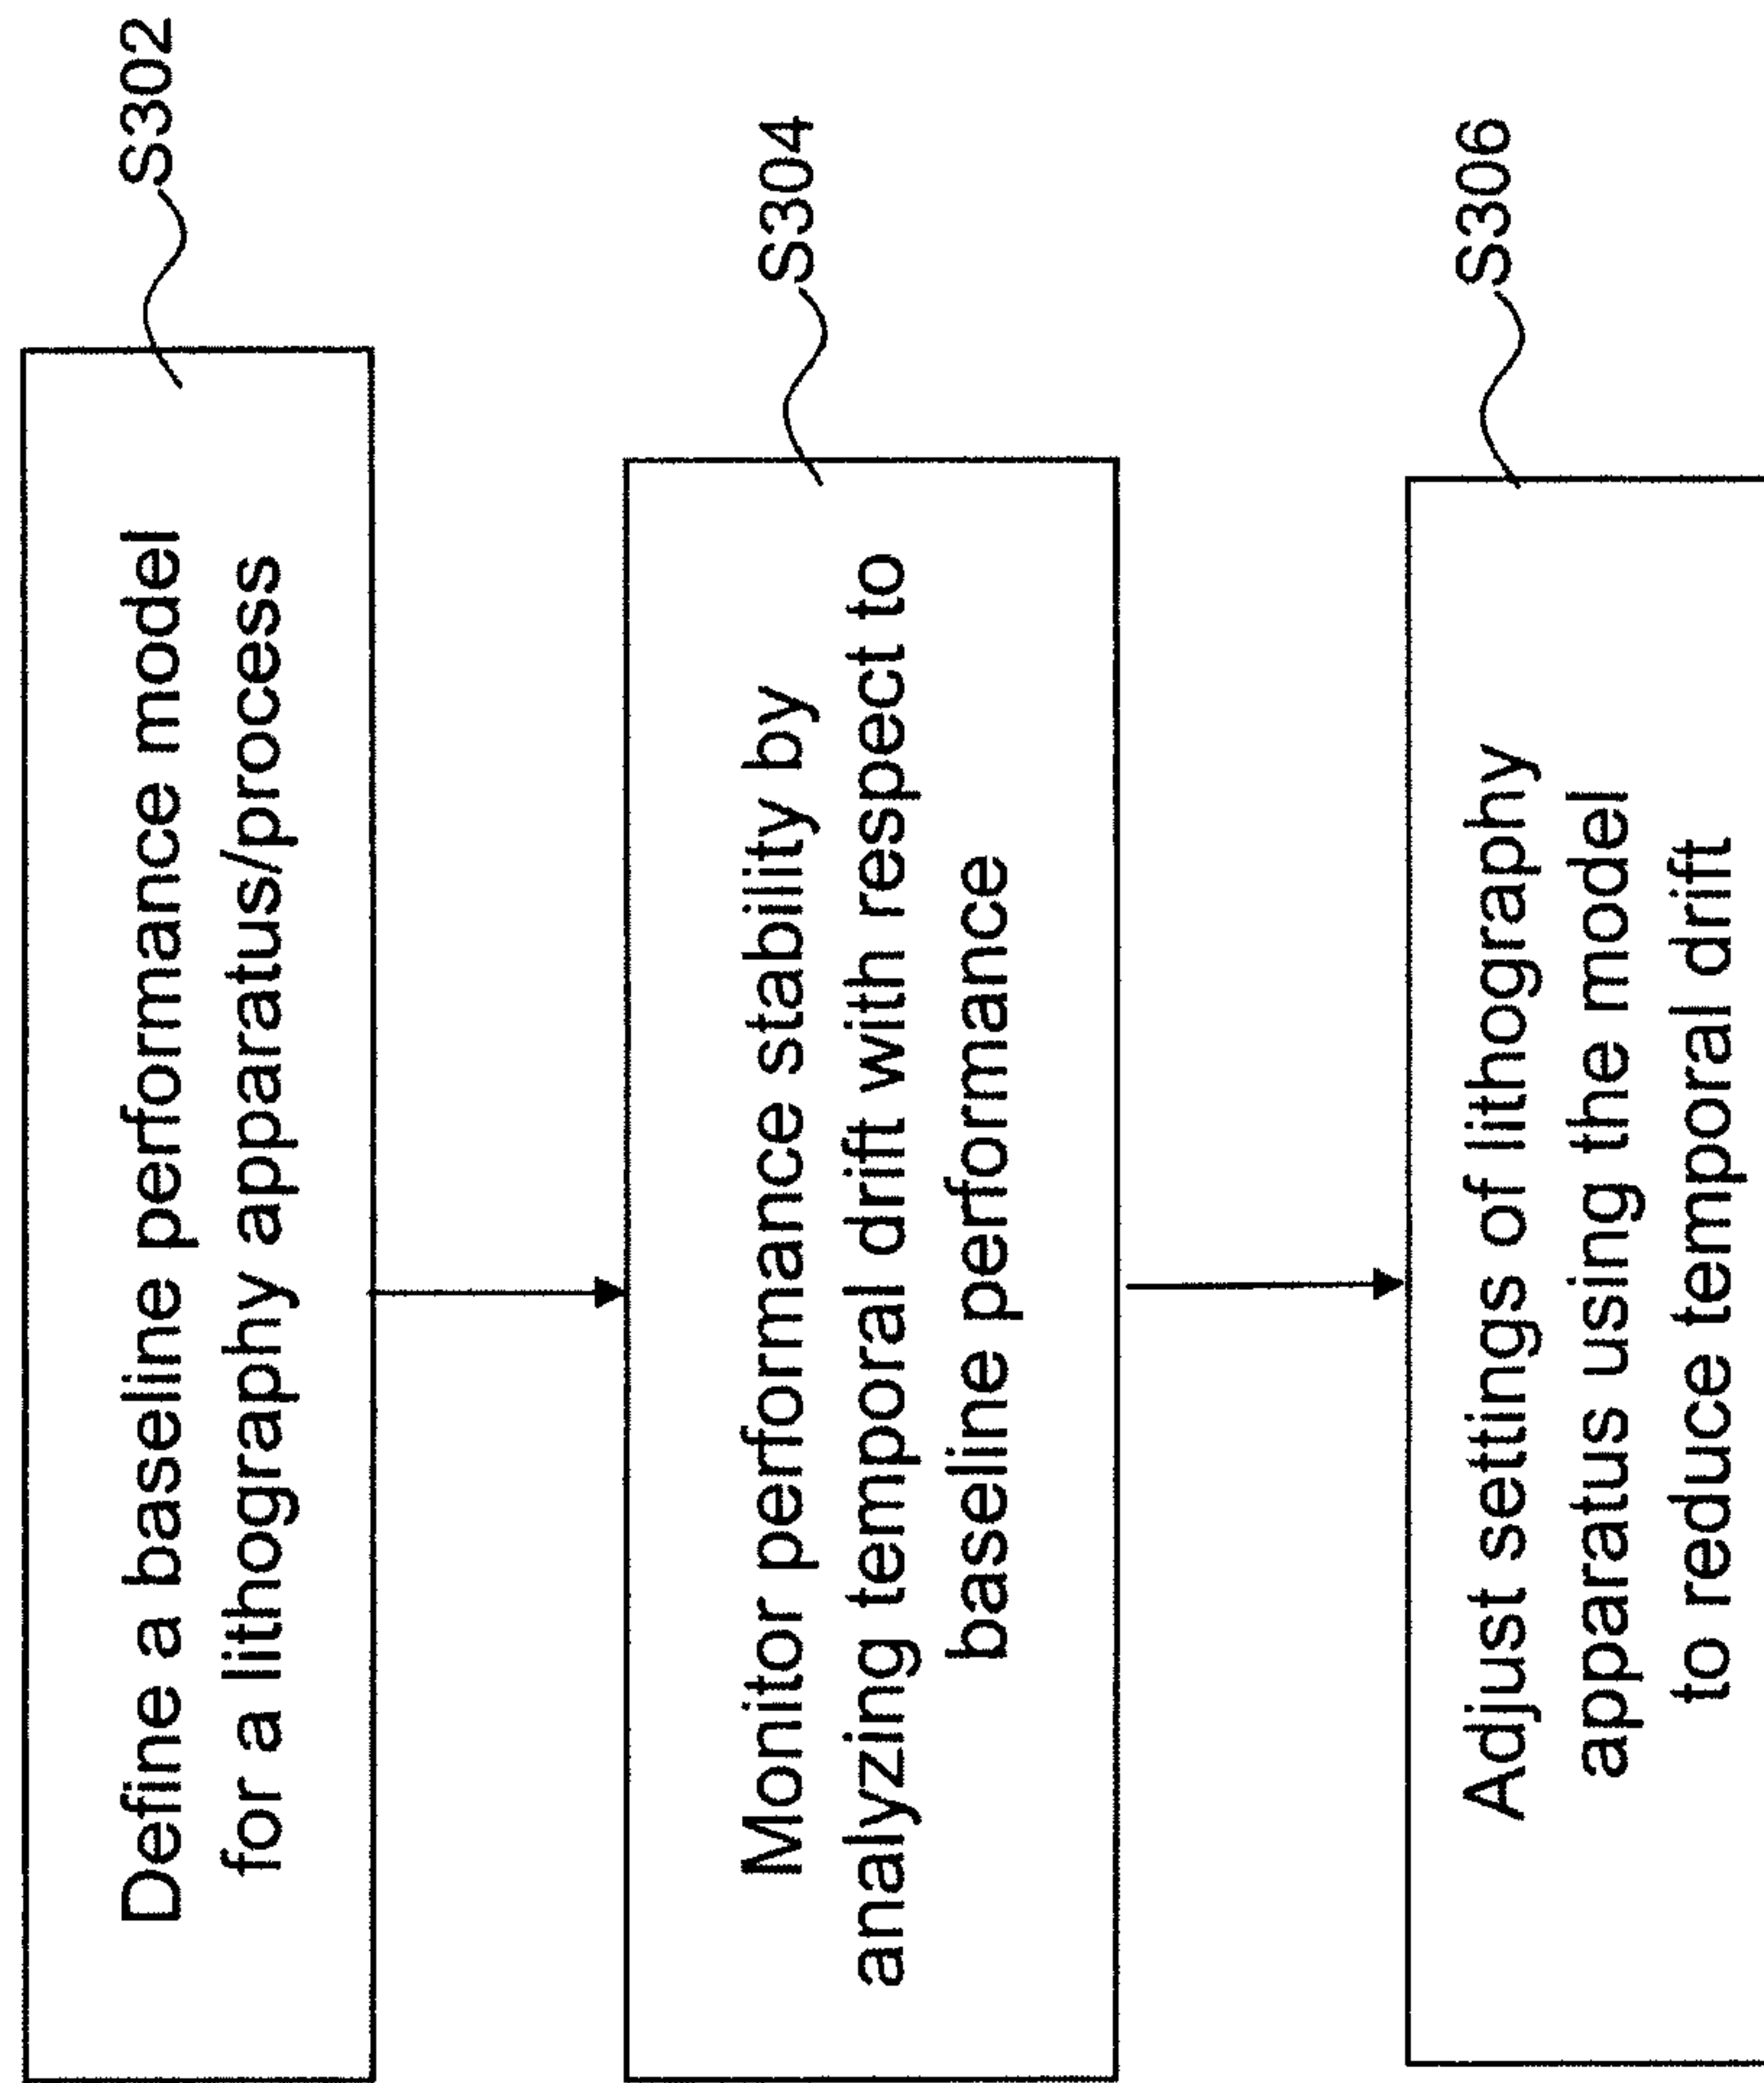 Define a baseline performance model
for a lithography apparatus/process
S302
Monitor performance stability by
analyzing temporal drift with respect to
baseline performance
S304
Adjust settings of lithography
apparatus using the model
to reduce temporal drift
S306